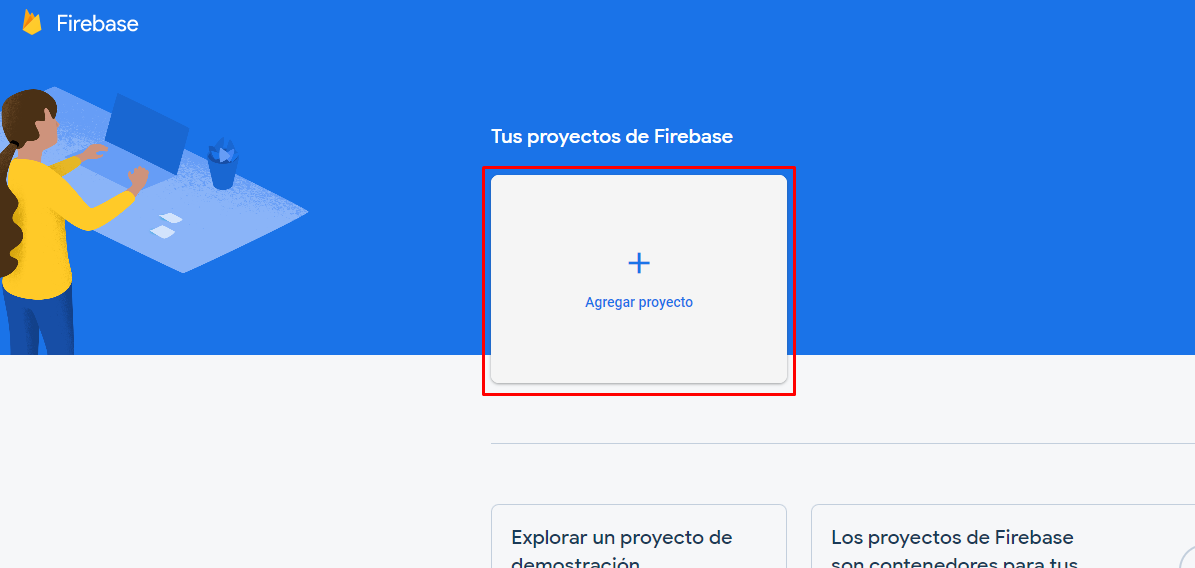 Firebase
Tus proyectos de Firebase
Agregar proyecto
Explorar un proyecto de
demostración
Los proyectos de Firebase
son contenedores para tus